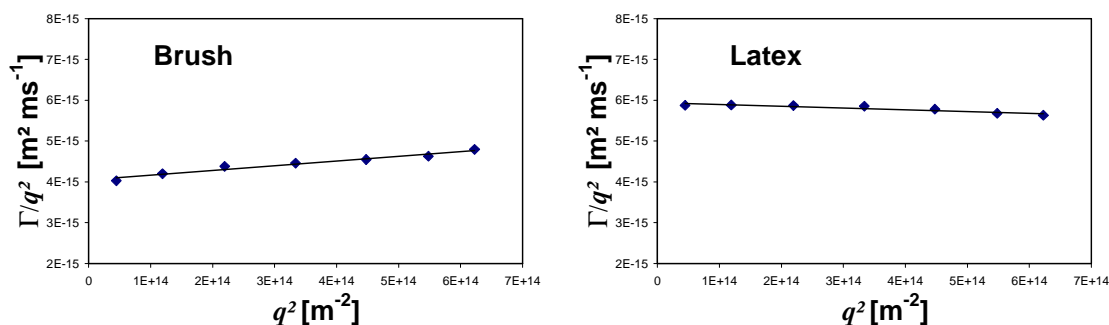 Brush
Γ/q² [m² ms⁻¹]
8E-15
7E-15
6E-15
5E-15
4E-15
3E-15
2E-15
0 1E+14 2E+14 3E+14 4E+14 5E+14 6E+14 7E+14
q² [m⁻²]
Latex
Γ/q² [m² ms⁻¹]
8E-15
7E-15
6E-15
5E-15
4E-15
3E-15
2E-15
0 1E+14 2E+14 3E+14 4E+14 5E+14 6E+14 7E+14
q² [m⁻²]